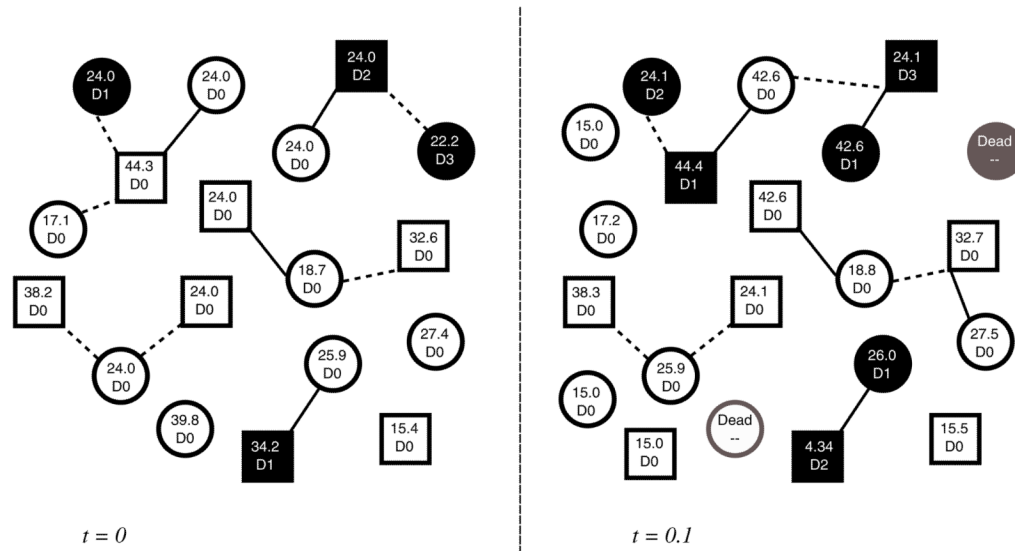 24.0
D1
24.0
D0
24.0
D2
24.0
D0
22.2
D3
44.3
D0
17.1
D0
24.0
D0
32.6
D0
18.7
D0
38.2
D0
24.0
D0
27.4
D0
24.0
D0
25.9
D0
39.8
D0
34.2
D1
15.4
D0
t = 0
24.1
D2
42.6
D0
24.1
D3
15.0
D0
42.6
D1
Dead
--
44.4
D1
17.2
D0
42.6
D0
32.7
D0
18.8
D0
38.3
D0
24.1
D0
27.5
D0
25.9
D0
26.0
D1
15.0
D0
15.0
D0
Dead
--
4.34
D2
15.5
D0
t = 0.1